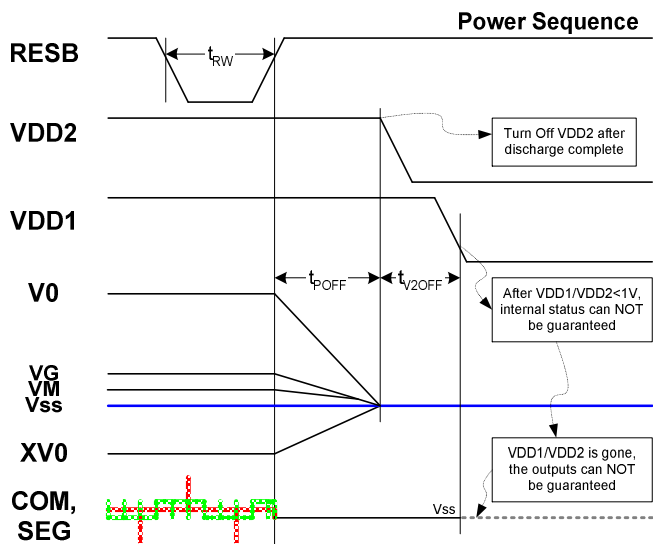 Power Sequence
RESB
tRW
VDD2
Turn Off VDD2 after
discharge complete
VDD1
tPOFF
tV2OFF
V0
After VDD1/VDD2<1V,
internal status can NOT
be guaranteed
VG
VM
Vss
XV0
VDD1/VDD2 is gone,
the outputs can NOT
be guaranteed
COM,
SEG
Vss